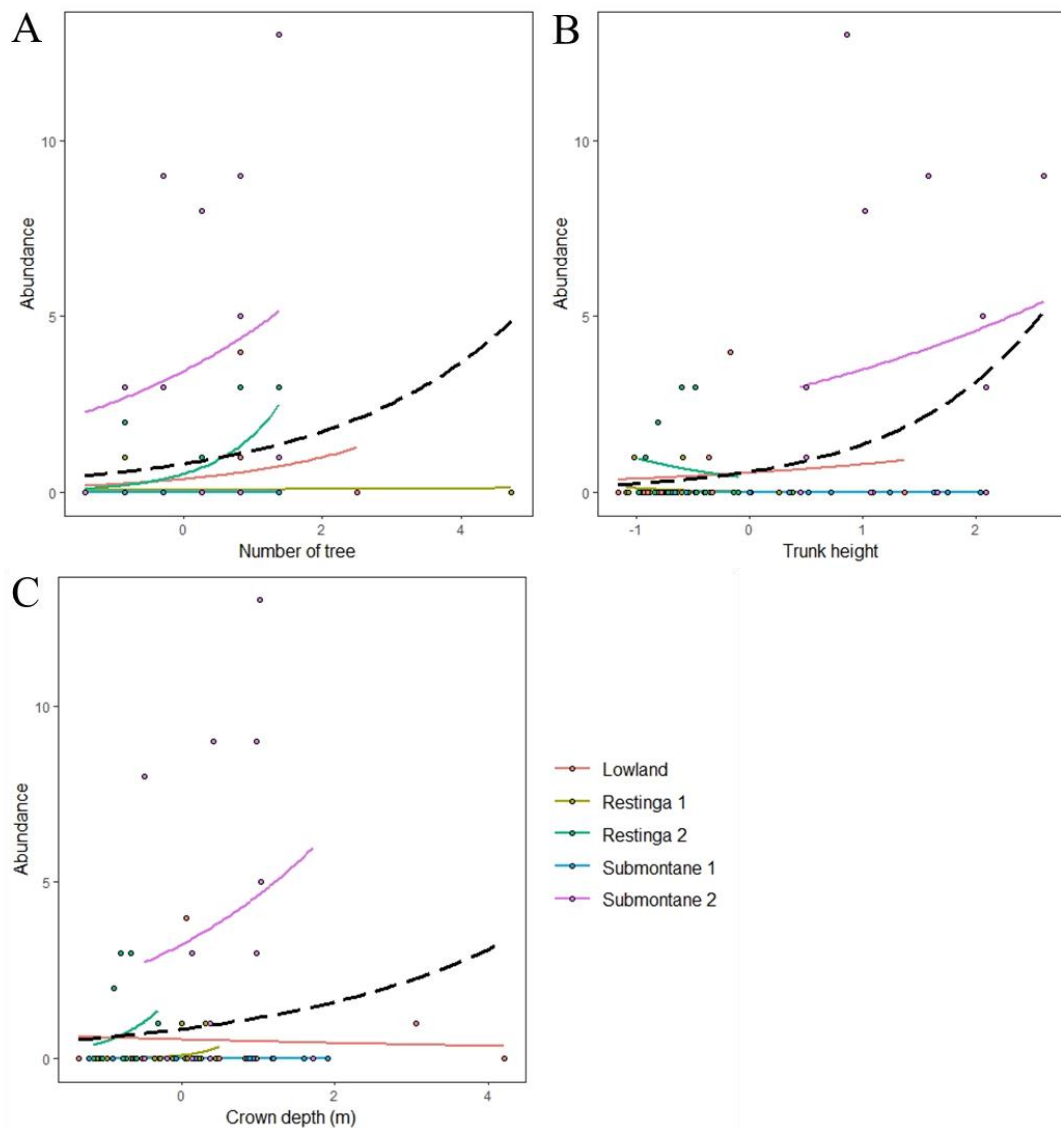 A
Abundance
10
5
0
0
2
4
Number of tree
B
Abundance
10
5
0
-1
0
1
2
Trunk height
C
Abundance
10
5
0
0
2
4
Crown depth (m)
Lowland
Restinga 1
Restinga 2
Submontane 1
Submontane 2